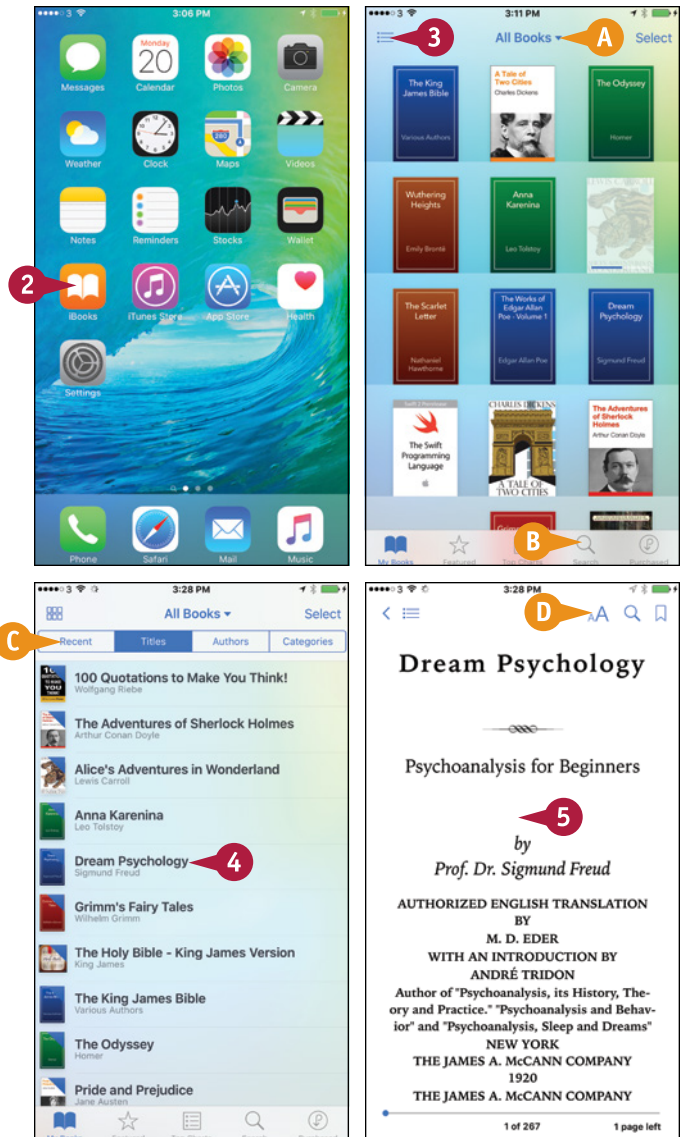 3
3:06 PM
Monday
20
Messages
Calendar
Photos
Camera
280
Weather
Clock
Maps
Videos
Notes
Reminders
Stocks
Wallet
2
iBooks
iTunes Store
App Store
Health
Settings
Phone
Safari
Mail
Music
3
3:11 PM
3
All Books
A
Select
The King
James Bible
Various Authors
A Tale of
Two Cities
Charles Dickens
The Odyssey
Homer
Wuthering
Heights
Emily Brontë
Anna
Karenina
Leo Tolstoy
LEWIS CARROLL
The Scarlet
Letter
Nathaniel
Hawthorne
The Works of
Edgar Allan
Poe - Volume 1
Edgar Allan Poe
Dream
Psychology
Sigmund Freud
The Swift
Programming
Language
CHARLES DICKENS
A TALE OF
TWO CITIES
The Adventures
of Sherlock
Holmes
Arthur Conan Doyle
B
My Books
Featured
Top Charts
Search
Purchased
3
3:28 PM
All Books
Select
C
Recent
Titles
Authors
Categories
100 Quotations to Make You Think!
Wolfgang Riebe
The Adventures of Sherlock Holmes
Arthur Conan Doyle
Alice's Adventures in Wonderland
Lewis Carroll
Anna Karenina
Leo Tolstoy
Dream Psychology
4
Sigmund Freud
Grimm's Fairy Tales
Wilhelm Grimm
The Holy Bible - King James Version
King James
The King James Bible
Various Authors
The Odyssey
Homer
Pride and Prejudice
Jane Austen
3
3:28 PM
D
AA
Dream Psychology
Psychoanalysis for Beginners
5
by
Prof. Dr. Sigmund Freud
AUTHORIZED ENGLISH TRANSLATION
BY
M. D. EDER
WITH AN INTRODUCTION BY
ANDRÉ TRIDON
Author of "Psychoanalysis, its History, The-
ory and Practice." "Psychoanalysis and Behav-
ior" and "Psychoanalysis, Sleep and Dreams"
NEW YORK
THE JAMES A. McCANN COMPANY
1920
THE JAMES A. McCANN COMPANY
1 of 267
1 page left